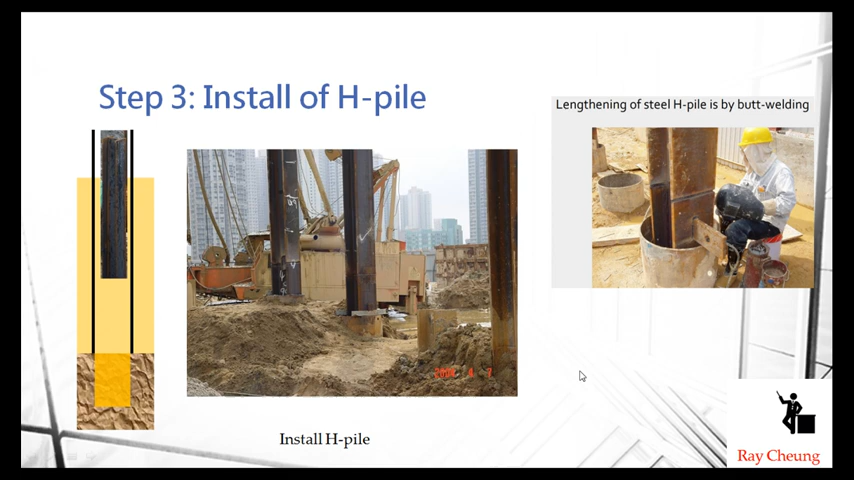 Step 3: Install of H-pile
Lengthening of steel H-pile is by butt-welding
Install H-pile
Ray Cheung